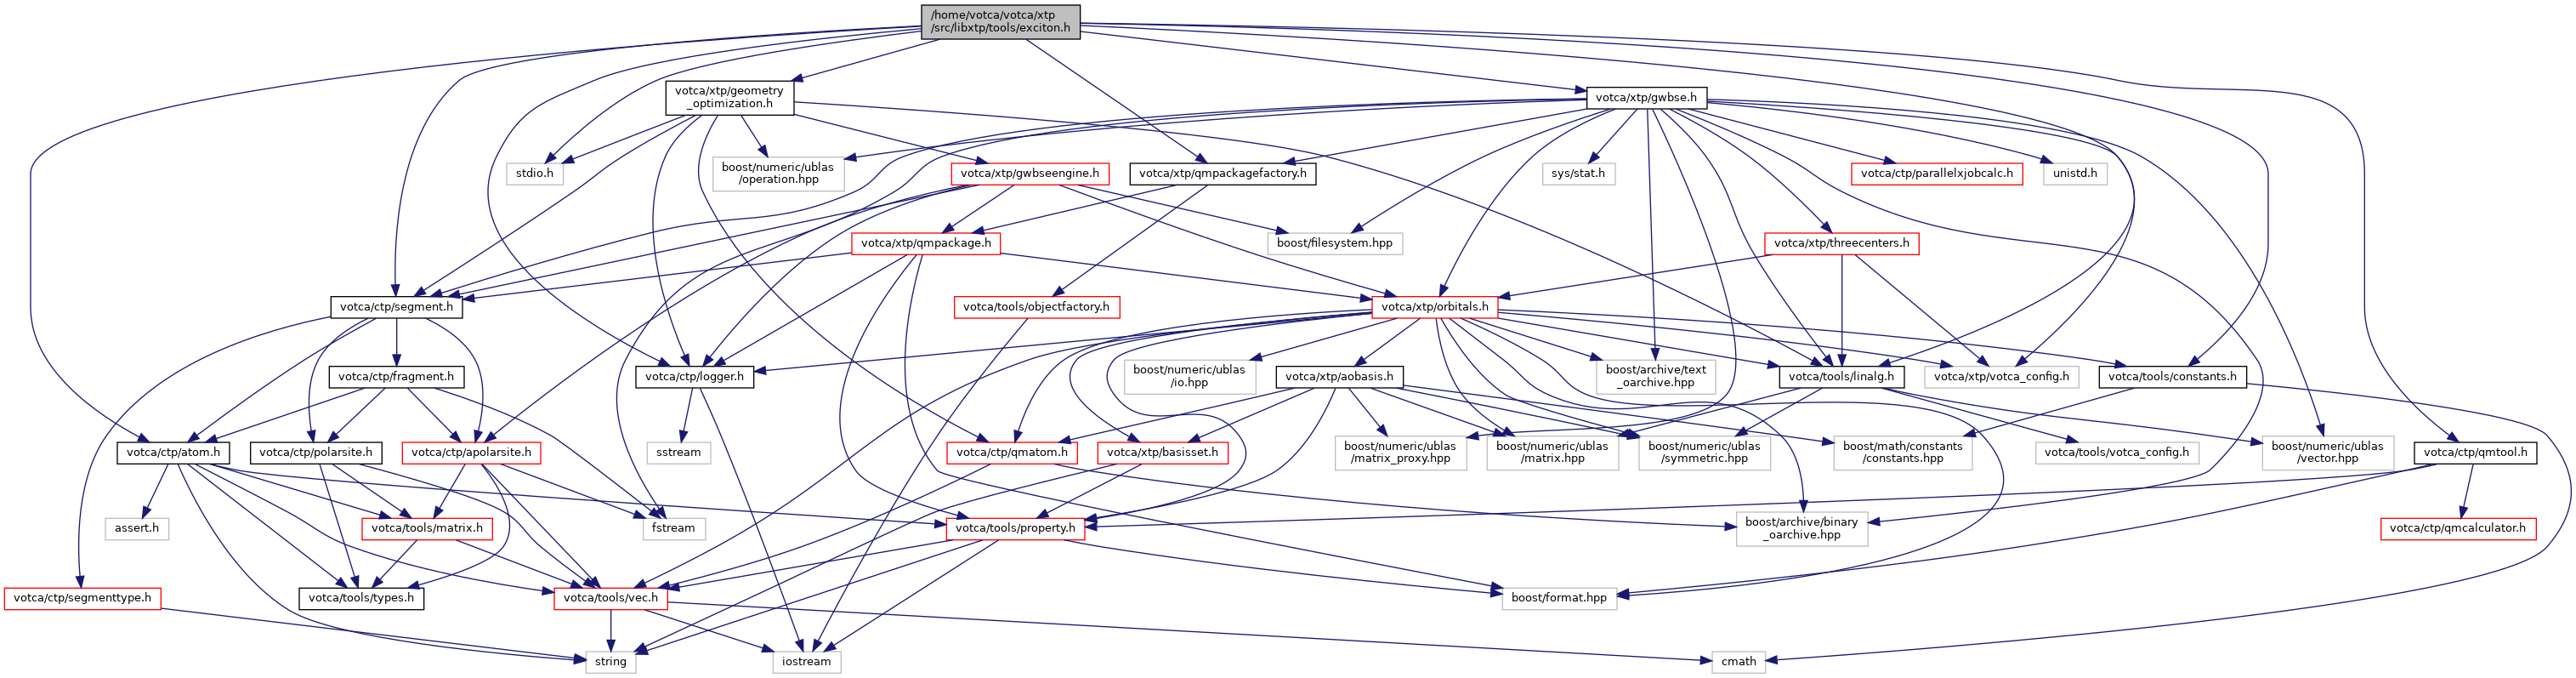 /home/votca/votca/xtp
/src/libxtp/tools/exciton.h
votca/xtp/geometry
_optimization.h
votca/xtp/gwbse.h
stdio.h
boost/numeric/ublas
/operation.hpp
votca/xtp/gwbseengine.h
votca/xtp/qmpackagefactory.h
sys/stat.h
votca/ctp/parallelxjobcalc.h
unistd.h
votca/xtp/qmpackage.h
boost/filesystem.hpp
votca/xtp/threecenters.h
votca/ctp/segment.h
votca/tools/objectfactory.h
votca/xtp/orbitals.h
votca/ctp/fragment.h
votca/ctp/logger.h
boost/numeric/ublas
/io.hpp
votca/xtp/aobasis.h
boost/archive/text
_oarchive.hpp
votca/tools/linalg.h
votca/xtp/votca_config.h
votca/tools/constants.h
votca/ctp/atom.h
votca/ctp/polarsite.h
votca/ctp/apolarsite.h
sstream
votca/ctp/qmatom.h
votca/xtp/basisset.h
boost/numeric/ublas
/matrix_proxy.hpp
boost/numeric/ublas
/matrix.hpp
boost/numeric/ublas
/symmetric.hpp
boost/math/constants
/constants.hpp
votca/tools/votca_config.h
boost/numeric/ublas
/vector.hpp
votca/ctp/qmtool.h
assert.h
votca/tools/matrix.h
fstream
votca/tools/property.h
boost/archive/binary
_oarchive.hpp
votca/ctp/qmcalculator.h
votca/ctp/segmenttype.h
votca/tools/types.h
votca/tools/vec.h
boost/format.hpp
string
iostream
cmath